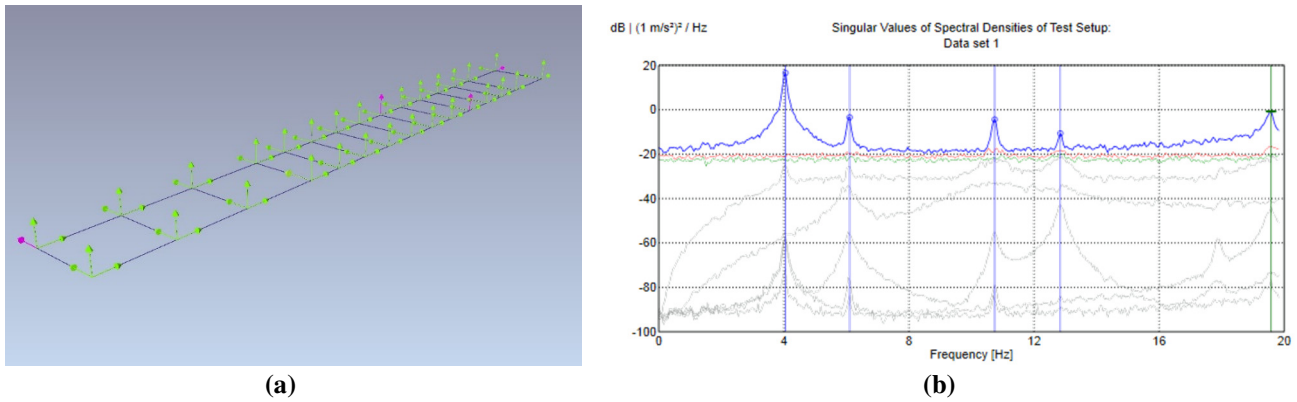 dB | (1 m/s²)² / Hz
Singular Values of Spectral Densities of Test Setup:
Data set 1
20
0
-20
-40
-60
-80
-100
0 4 8 12 16 20
Frequency [Hz]
(a) (b)